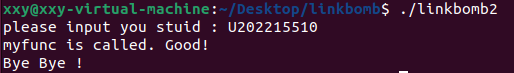 xxy@xxy-virtual-machine:~/Desktop/linkbomb$ ./linkbomb2
please input you stuid : U202215510
myfunc is called. Good!
Bye Bye !